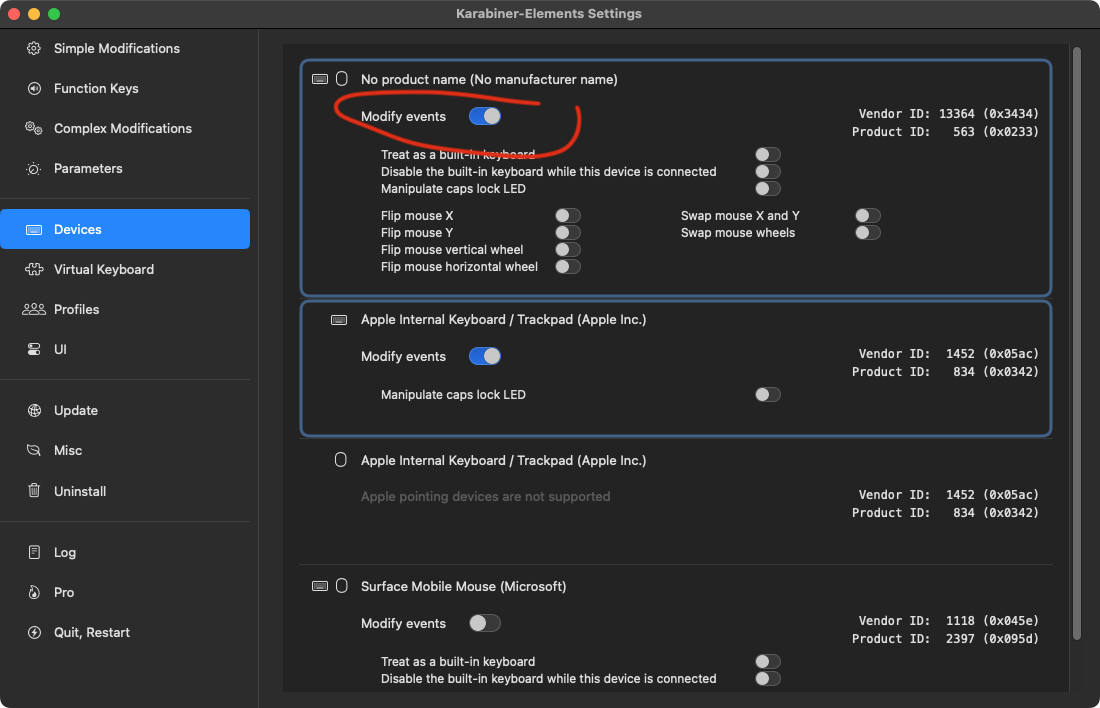 Karabiner-Elements Settings
Simple Modifications
Function Keys
Complex Modifications
Parameters
Devices
Virtual Keyboard
Profiles
UI
Update
Misc
Uninstall
Log
Pro
Quit, Restart
No product name (No manufacturer name)
Modify events
Vendor ID: 13364 (0x3434)
Product ID: 563 (0x0233)
Treat as a built-in keyboard
Disable the built-in keyboard while this device is connected
Manipulate caps lock LED
Flip mouse X
Swap mouse X and Y
Flip mouse Y
Swap mouse wheels
Flip mouse vertical wheel
Flip mouse horizontal wheel
Apple Internal Keyboard / Trackpad (Apple Inc.)
Modify events
Vendor ID: 1452 (0x05ac)
Product ID: 834 (0x0342)
Manipulate caps lock LED
Apple Internal Keyboard / Trackpad (Apple Inc.)
Apple pointing devices are not supported
Vendor ID: 1452 (0x05ac)
Product ID: 834 (0x0342)
Surface Mobile Mouse (Microsoft)
Modify events
Vendor ID: 1118 (0x045e)
Product ID: 2397 (0x095d)
Treat as a built-in keyboard
Disable the built-in keyboard while this device is connected